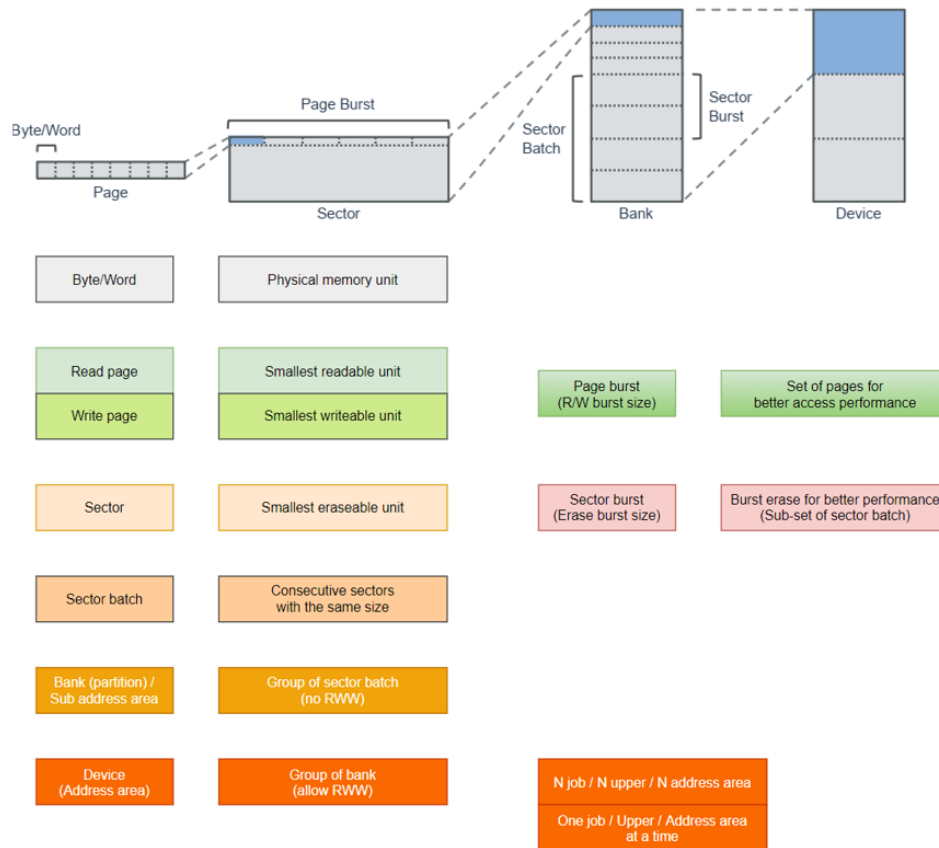 Page Burst
Byte/Word
Sector
Burst
Sector
Batch
Page
Sector
Bank
Device
Byte/Word
Physical memory unit
Read page
Smallest readable unit
Write page
Smallest writeable unit
Page burst
(R/W burst size)
Set of pages for
better access performance
Sector
Smallest eraseable unit
Sector burst
(Erase burst size)
Burst erase for better performance
(Sub-set of sector batch)
Sector batch
Consecutive sectors
with the same size
Bank (partition) /
Sub address area
Group of sector batch
(no RWW)
Device
(Address area)
Group of bank
(allow RWW)
N job / N upper / N address area
One job / Upper / Address area
at a time